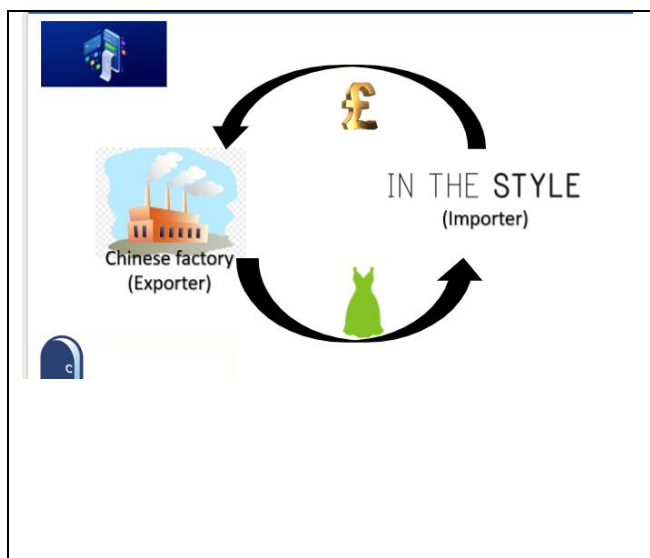 £
IN THE STYLE
(Importer)
Chinese factory
(Exporter)
C